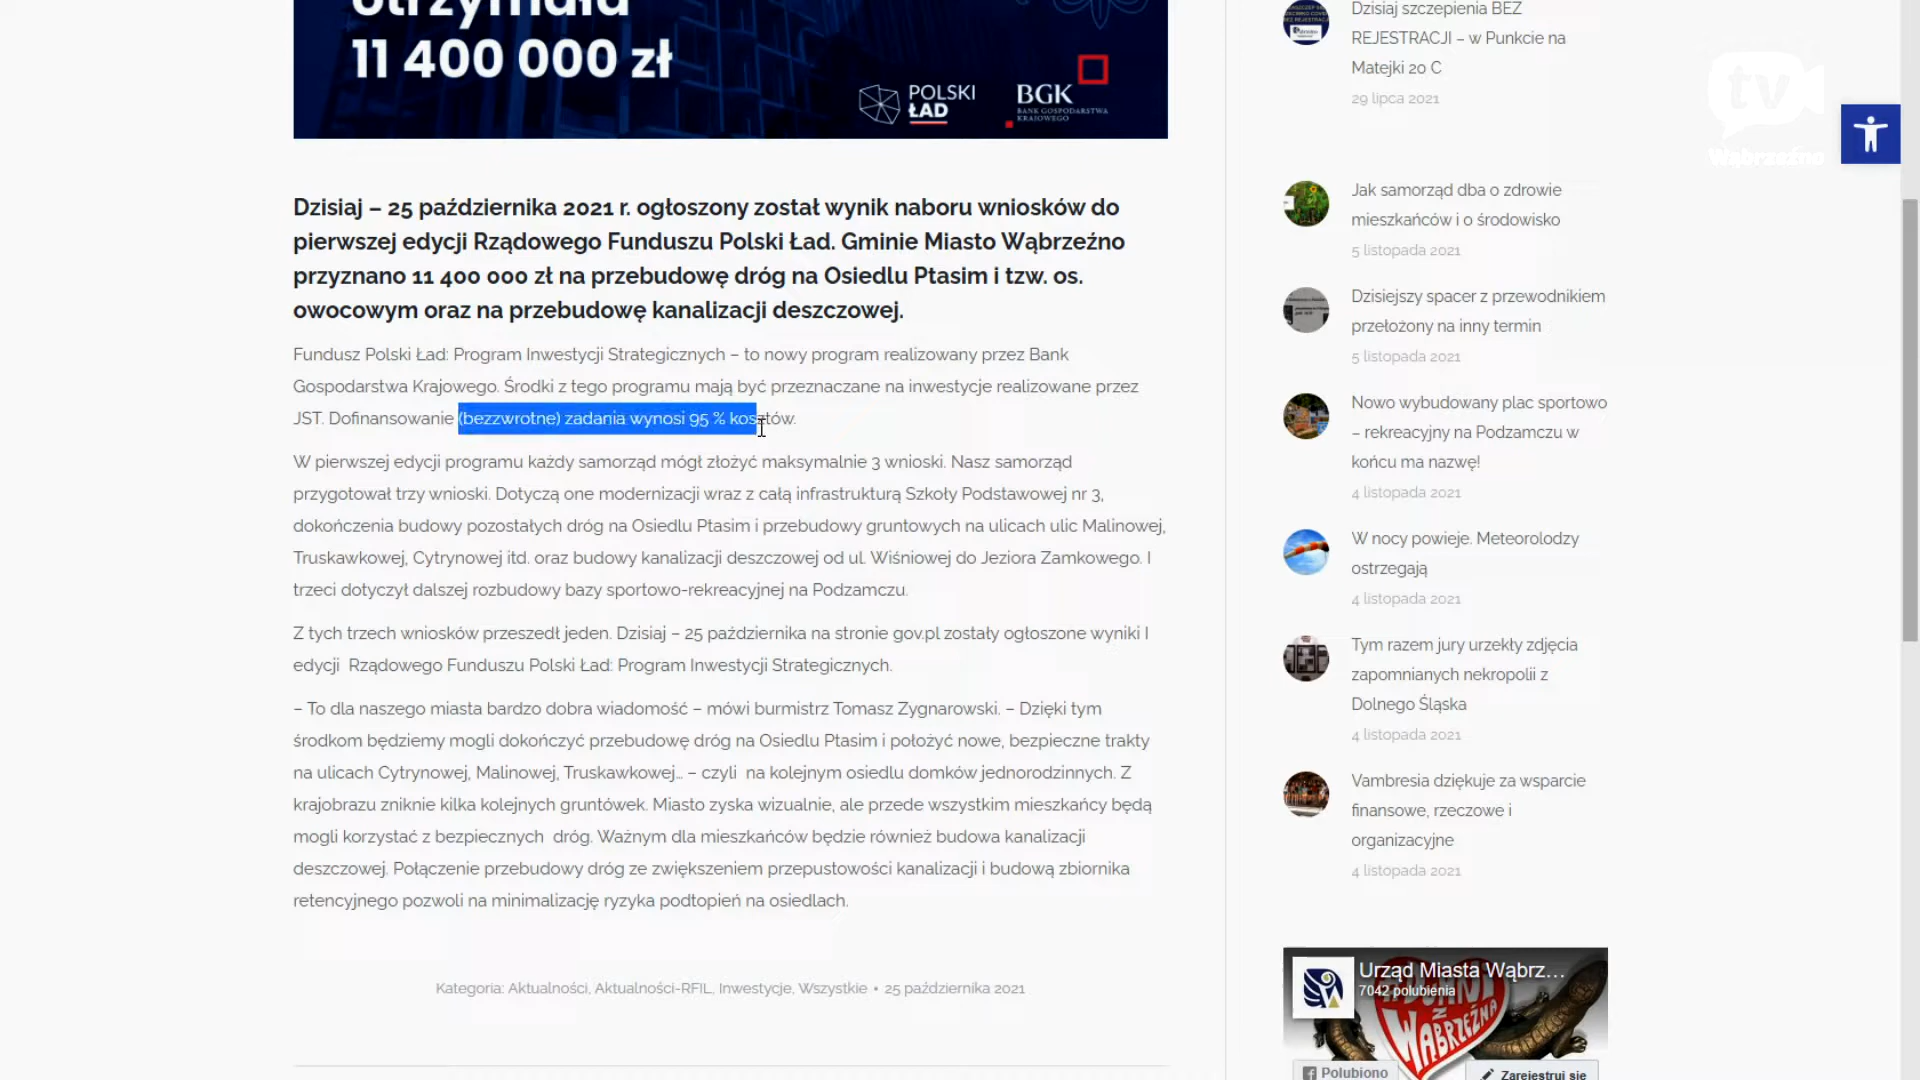 otrzymała
11 400 000 zł
POLSKI
ŁAD
BGK
BANK GOSPODARSTWA
KRAJOWEGO
Dzisiaj – 25 października 2021 r. ogłoszony został wynik naboru wniosków do
pierwszej edycji Rządowego Funduszu Polski Ład. Gminie Miasto Wąbrzeźno
przyznano 11 400 000 zł na przebudowę dróg na Osiedlu Ptasim i tzw. os.
owocowym oraz na przebudowę kanalizacji deszczowej.
Fundusz Polski Ład: Program Inwestycji Strategicznych – to nowy program realizowany przez Bank
Gospodarstwa Krajowego. Środki z tego programu mają być przeznaczane na inwestycje realizowane przez
JST. Dofinansowanie (bezzwrotne) zadania wynosi 95 % kosztów.
W pierwszej edycji programu każdy samorząd mógł złożyć maksymalnie 3 wnioski. Nasz samorząd
przygotował trzy wnioski. Dotyczą one modernizacji wraz z całą infrastrukturą Szkoły Podstawowej nr 3,
dokończenia budowy pozostałych dróg na Osiedlu Ptasim i przebudowy gruntowych na ulicach ulic Malinowej,
Truskawkowej, Cytrynowej itd. oraz budowy kanalizacji deszczowej od ul. Wiśniowej do Jeziora Zamkowego. I
trzeci dotyczył dalszej rozbudowy bazy sportowo-rekreacyjnej na Podzamczu.
Z tych trzech wniosków przeszedł jeden. Dzisiaj – 25 października na stronie gov.pl zostały ogłoszone wyniki I
edycji  Rządowego Funduszu Polski Ład: Program Inwestycji Strategicznych.
– To dla naszego miasta bardzo dobra wiadomość – mówi burmistrz Tomasz Zygnarowski. – Dzięki tym
środkom będziemy mogli dokończyć przebudowę dróg na Osiedlu Ptasim i położyć nowe, bezpieczne trakty
na ulicach Cytrynowej, Malinowej, Truskawkowej… – czyli  na kolejnym osiedlu domków jednorodzinnych. Z
krajobrazu zniknie kilka kolejnych gruntówek. Miasto zyska wizualnie, ale przede wszystkim mieszkańcy będą
mogli korzystać z bezpiecznych  dróg. Ważnym dla mieszkańców będzie również budowa kanalizacji
deszczowej. Połączenie przebudowy dróg ze zwiększeniem przepustowości kanalizacji i budową zbiornika
retencyjnego pozwoli na minimalizację ryzyka podtopień na osiedlach.
Kategoria: Aktualności, Aktualności-RFIL, Inwestycje, Wszystkie • 25 października 2021
Dzisiaj szczepienia BEZ
REJESTRACJI – w Punkcie na
Matejki 20 C
29 lipca 2021
Jak samorząd dba o zdrowie
mieszkańców i o środowisko
5 listopada 2021
Dzisiejszy spacer z przewodnikiem
przełożony na inny termin
5 listopada 2021
Nowo wybudowany plac sportowo
– rekreacyjny na Podzamczu w
końcu ma nazwę!
4 listopada 2021
W nocy powieje. Meteorolodzy
ostrzegają
4 listopada 2021
Tym razem jury urzekły zdjęcia
zapomnianych nekropolii z
Dolnego Śląska
4 listopada 2021
Vambresia dziękuje za wsparcie
finansowe, rzeczowe i
organizacyjne
4 listopada 2021
Urząd Miasta Wąbrz…
7042 polubienia
Z WĄBRZEŹNA
Polubiono
Zarejestruj się
tv
Wąbrzeźno